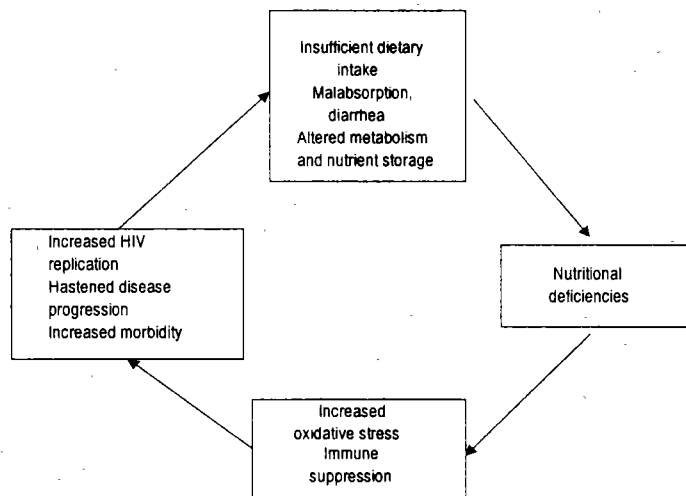 Insufficient dietary
intake
Malabsorption,
diarrhea
Altered metabolism
and nutrient storage
Nutritional
deficiencies
Increased
oxidative stress
Immune
suppression
Increased HIV
replication
Hastened disease
progression
Increased morbidity